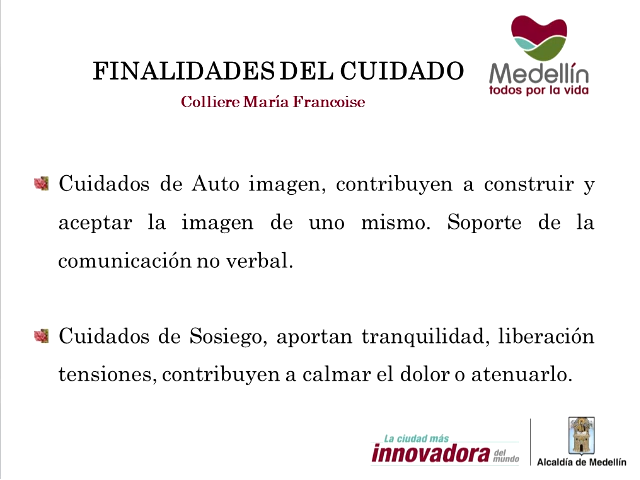 FINALIDADES DEL CUIDADO
Colliere María Francoise
Medellín
todos por la vida
Cuidados de Auto imagen, contribuyen a construir y
aceptar la imagen de uno mismo. Soporte de la
comunicación no verbal.
Cuidados de Sosiego, aportan tranquilidad, liberación
tensiones, contribuyen a calmar el dolor o atenuarlo.
La ciudad más
innovadora del mundo
Alcaldía de Medellín